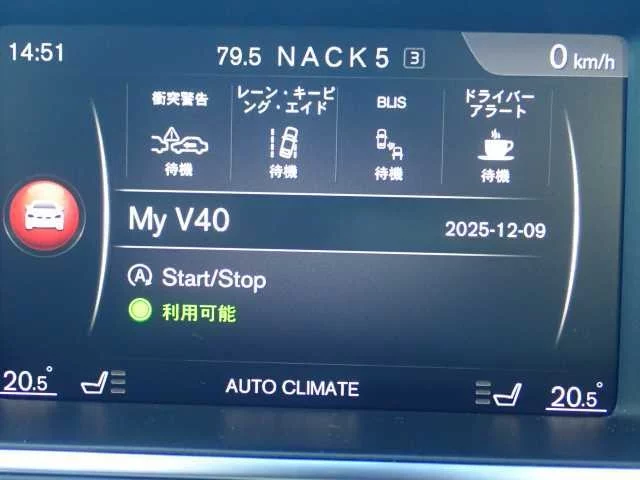 14:51
79.5 NACK 5 3
0 km/h
衝突警告
待機
レーン・キーピ
ング・エイド
待機
BLIS
待機
ドライバー
アラート
待機
My V40
2025-12-09
A Start/Stop
利用可能
20.5°
AUTO CLIMATE
20.5°